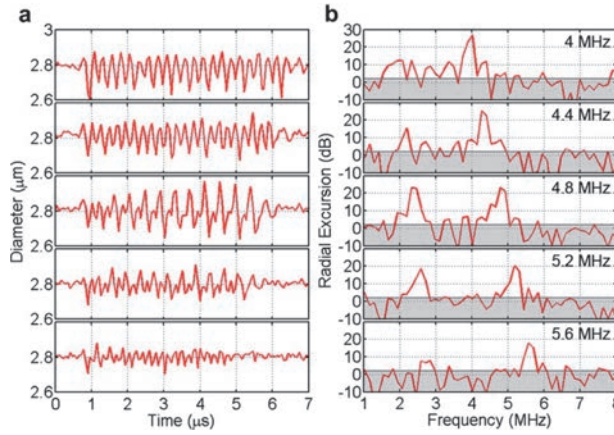 a
b
3
2.8
2.6
2.8
2.6
2.8
2.6
2.8
2.6
2.8
2.6
0 1 2 3 4 5 6 7
Time (μs)
Diameter (μm)
30
20
10
0
-10
20
10
0
-10
20
10
0
-10
20
10
0
-10
20
10
0
-10
4 MHz
4.4 MHz
4.8 MHz
5.2 MHz
5.6 MHz
1 2 3 4 5 6 7 8
Frequency (MHz)
Radial Excursion (dB)